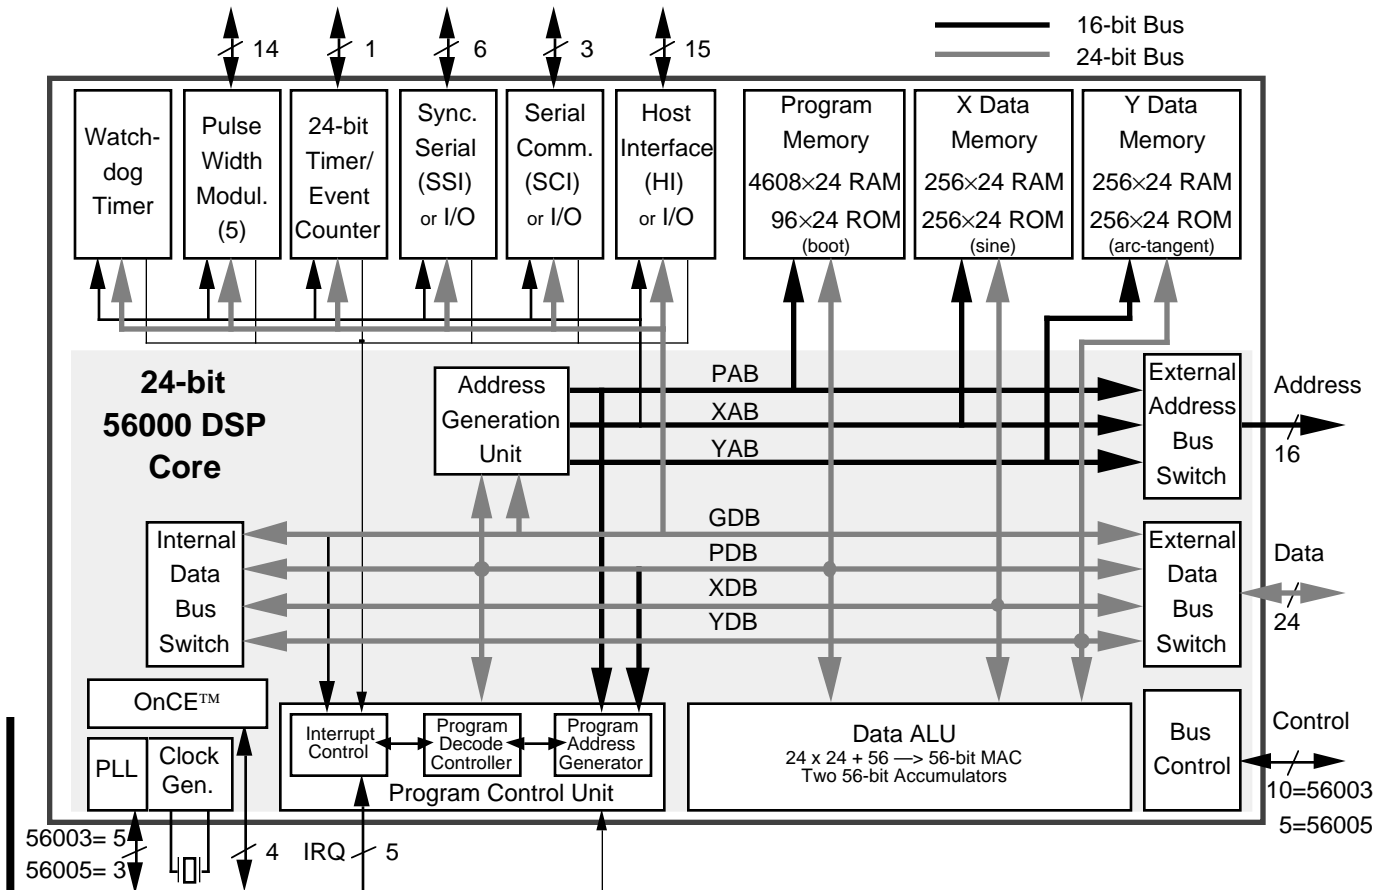 14
1
6
3
15
16-bit Bus
24-bit Bus
Watch-
dog
Timer
Pulse
Width
Modul.
(5)
24-bit
Timer/
Event
Counter
Sync.
Serial
(SSI)
or I/O
Serial
Comm.
(SCI)
or I/O
Host
Interface
(HI)
or I/O
Program
Memory
4608×24 RAM
96×24 ROM
(boot)
X Data
Memory
256×24 RAM
256×24 ROM
(sine)
Y Data
Memory
256×24 RAM
256×24 ROM
(arc-tangent)
24-bit
56000 DSP
Core
Address
Generation
Unit
PAB
XAB
YAB
External
Address
Bus
Switch
Address
16
Internal
Data
Bus
Switch
GDB
PDB
XDB
YDB
External
Data
Bus
Switch
Data
24
OnCE™
PLL
Clock
Gen.
Interrupt
Control
Program
Decode
Controller
Program
Address
Generator
Program Control Unit
Data ALU
24 x 24 + 56 —> 56-bit MAC
Two 56-bit Accumulators
Bus
Control
Control
10=56003
5=56005
56003= 5
56005= 3
4
IRQ
5